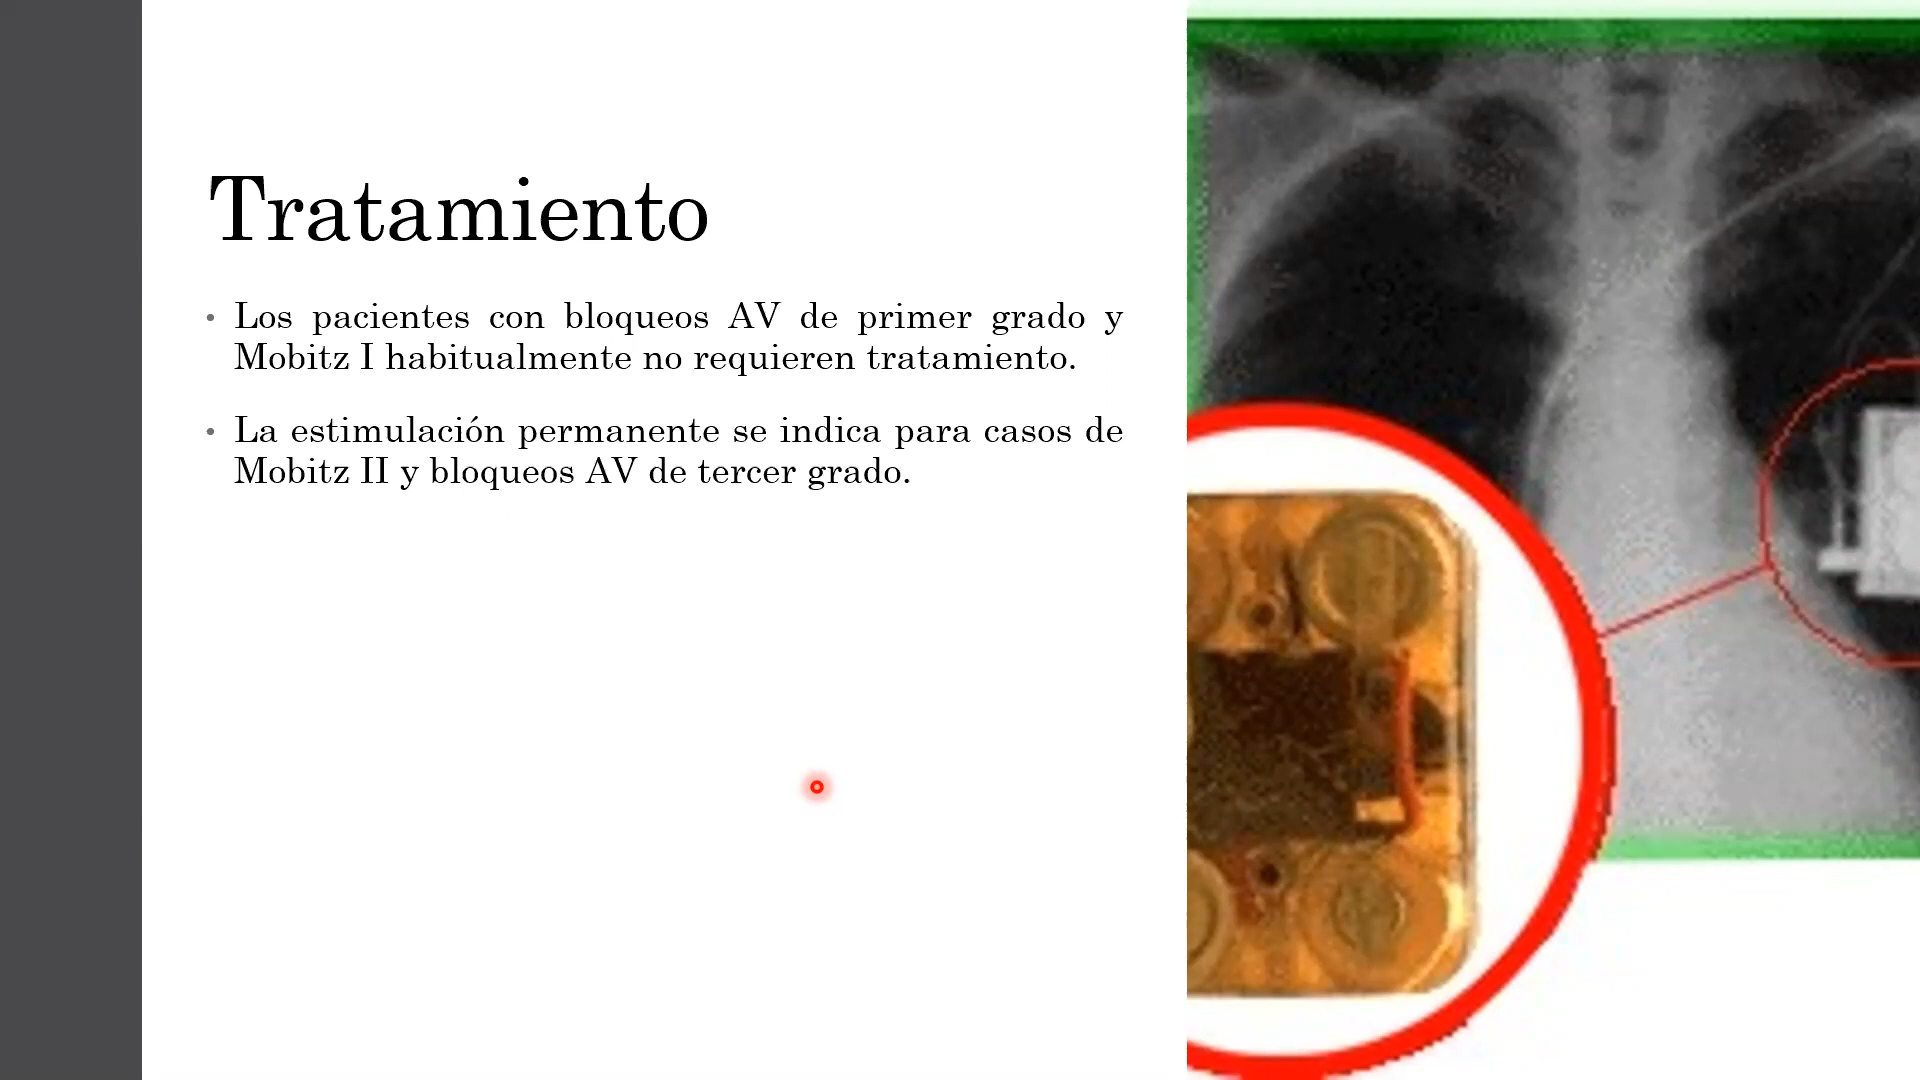 Tratamiento
• Los pacientes con bloqueos AV de primer grado y
Mobitz I habitualmente no requieren tratamiento.
• La estimulación permanente se indica para casos de
Mobitz II y bloqueos AV de tercer grado.